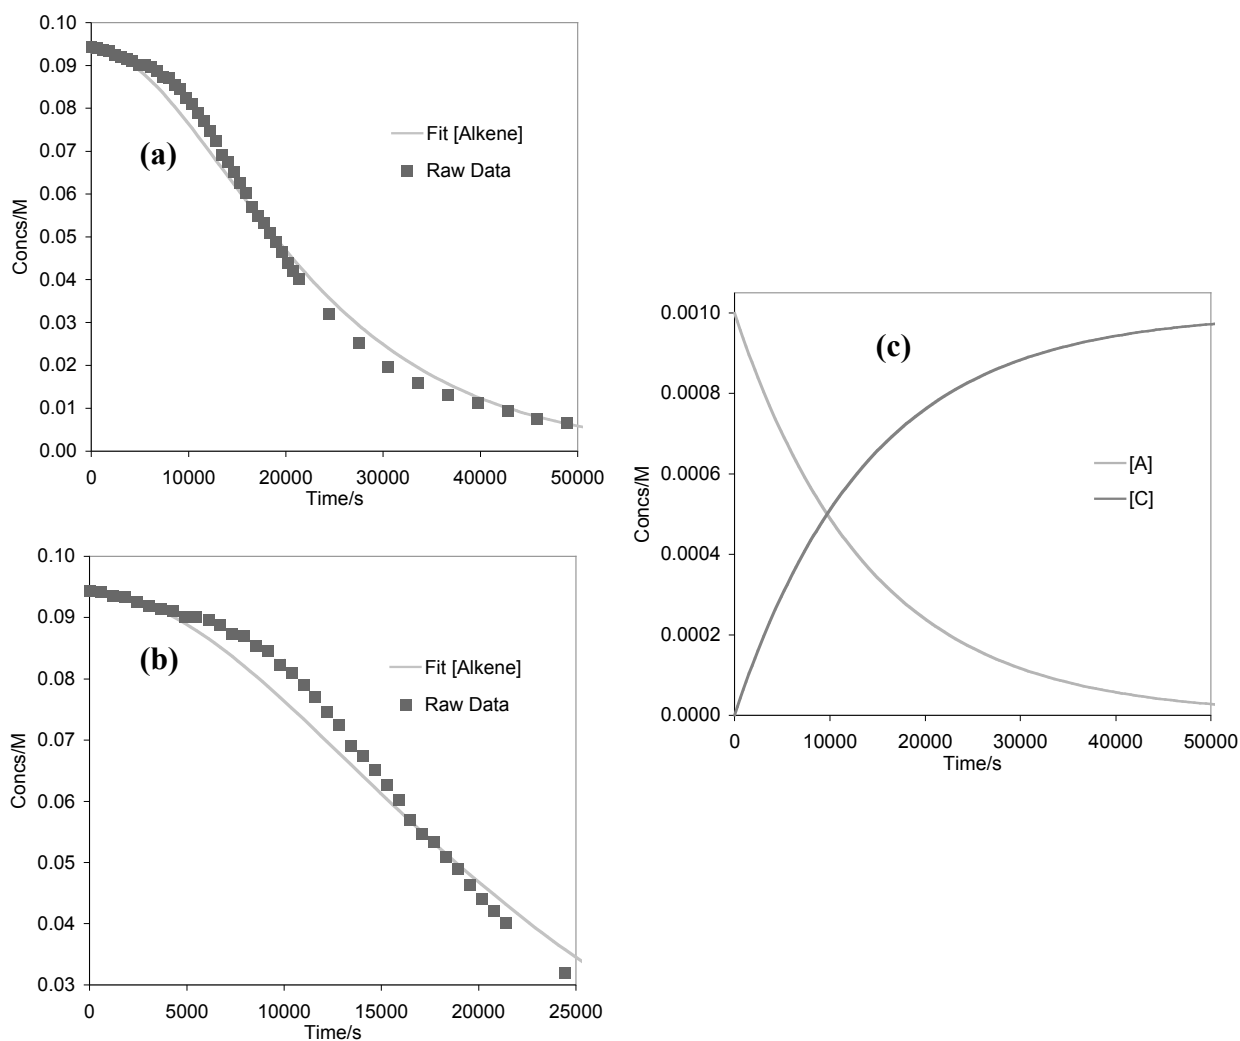 0.10
0.09
0.08
0.07
0.06
0.05
0.04
0.03
0.02
0.01
0.00
Concs/M
(a)
Fit [Alkene]
Raw Data
0 10000 20000 30000 40000 50000
Time/s
0.10
0.09
0.08
0.07
0.06
0.05
0.04
0.03
Concs/M
(b)
Fit [Alkene]
Raw Data
0 5000 10000 15000 20000 25000
Time/s
0.0010
0.0008
0.0006
0.0004
0.0002
0.0000
Concs/M
(c)
[A]
[C]
0 10000 20000 30000 40000 50000
Time/s